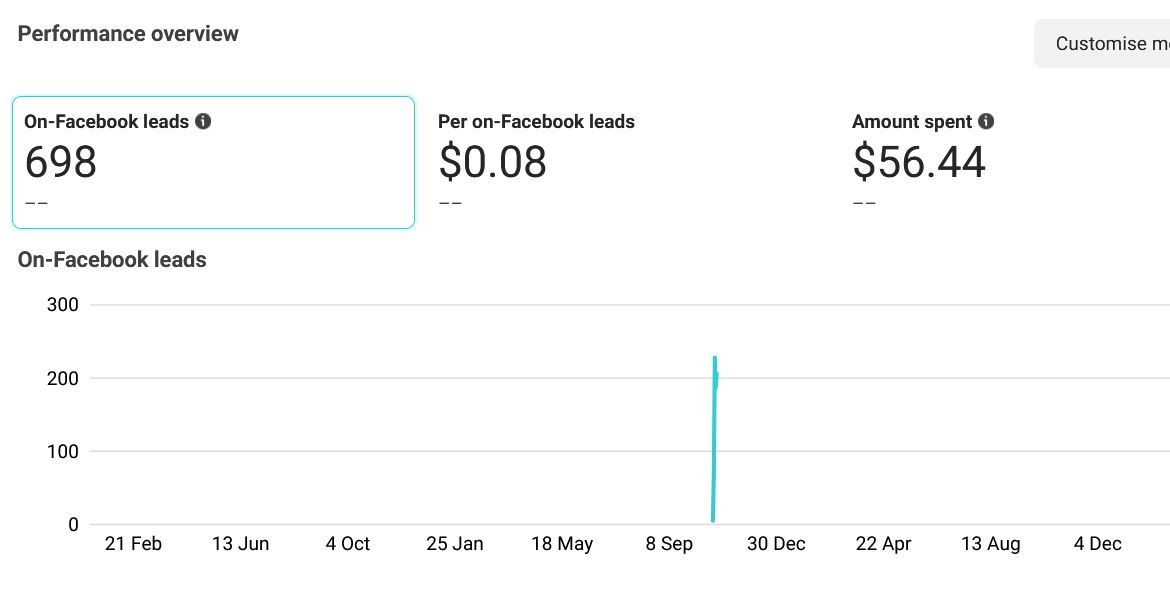 Performance overview
Customise m
On-Facebook leads
698
––
Per on-Facebook leads
$0.08
––
Amount spent
$56.44
––
On-Facebook leads
300
200
100
0
21 Feb 13 Jun 4 Oct 25 Jan 18 May 8 Sep 30 Dec 22 Apr 13 Aug 4 Dec